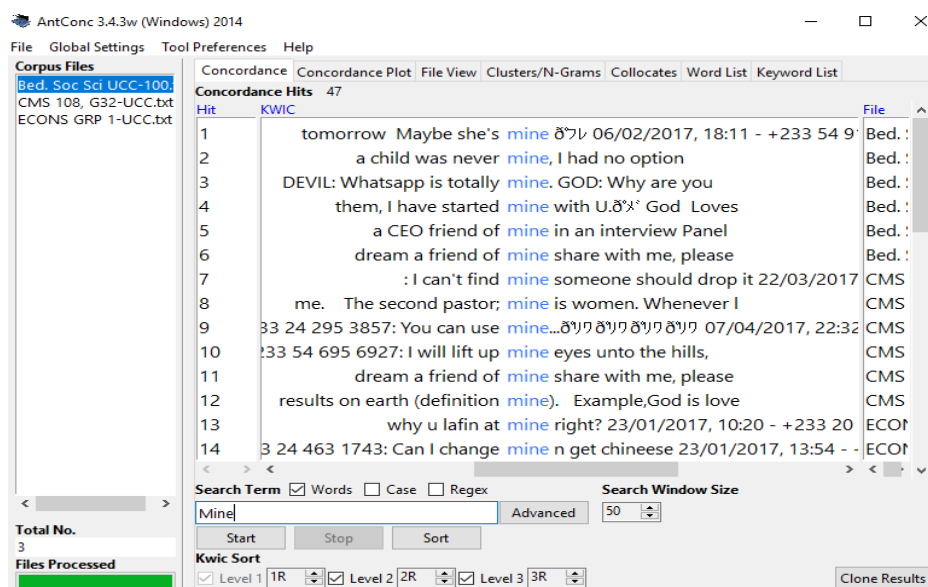 AntConc 3.4.3w (Windows) 2014
File Global Settings Tool Preferences Help
Corpus Files
Bed. Soc Sci UCC-100.
CMS 108, G32-UCC.txt
ECONS GRP 1-UCC.txt
Concordance Concordance Plot File View Clusters/N-Grams Collocates Word List Keyword List
Concordance Hits 47
Hit KWIC File
1 tomorrow Maybe she's mine 06/02/2017, 18:11 - +233 54 9 Bed. S
2 a child was never mine, I had no option Bed. S
3 DEVIL: Whatsapp is totally mine. GOD: Why are you Bed. S
4 them, I have started mine with U. God Loves Bed. S
5 a CEO friend of mine in an interview Panel Bed. S
6 dream a friend of mine share with me, please Bed. S
7 : I can't find mine someone should drop it 22/03/2017 CMS
8 me. The second pastor; mine is women. Whenever I CMS
9 33 24 295 3857: You can use mine... 07/04/2017, 22:32 CMS
10 233 54 695 6927: I will lift up mine eyes unto the hills, CMS
11 dream a friend of mine share with me, please CMS
12 results on earth (definition mine). Example,God is love CMS
13 why u lafin at mine right? 23/01/2017, 10:20 - +233 20 ECON
14 3 24 463 1743: Can I change mine n get chineese 23/01/2017, 13:54 - ECON
Search Term Words Case Regex Search Window Size
Mine Advanced 50
Start Stop Sort
Total No.
3
Files Processed
Kwic Sort
Level 1 1R Level 2 2R Level 3 3R Clone Results